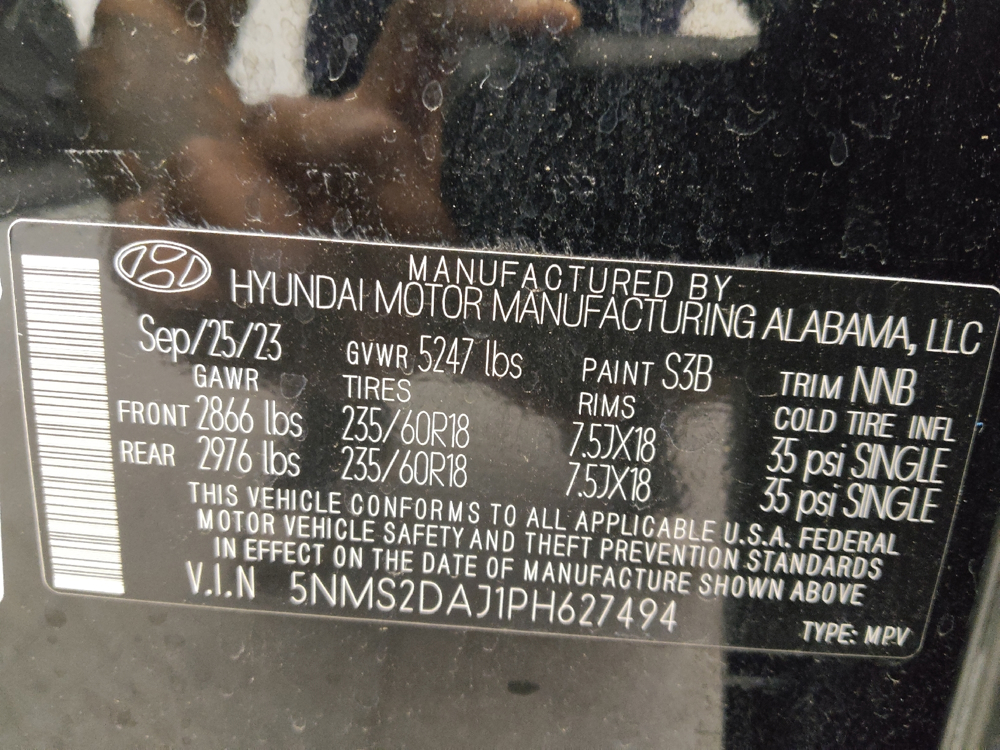 MANUFACTURED BY
HYUNDAI MOTOR MANUFACTURING ALABAMA, LLC
Sep/25/23 GVWR 5247 lbs PAINT S3B TRIM NNB
GAWR TIRES RIMS COLD TIRE INFL
FRONT 2866 lbs 235/60R18 7.5JX18 35 psi SINGLE
REAR 2976 lbs 235/60R18 7.5JX18 35 psi SINGLE
THIS VEHICLE CONFORMS TO ALL APPLICABLE U.S.A. FEDERAL
MOTOR VEHICLE SAFETY AND THEFT PREVENTION STANDARDS
IN EFFECT ON THE DATE OF MANUFACTURE SHOWN ABOVE
V.I.N 5NMS2DAJ1PH627494
TYPE: MPV